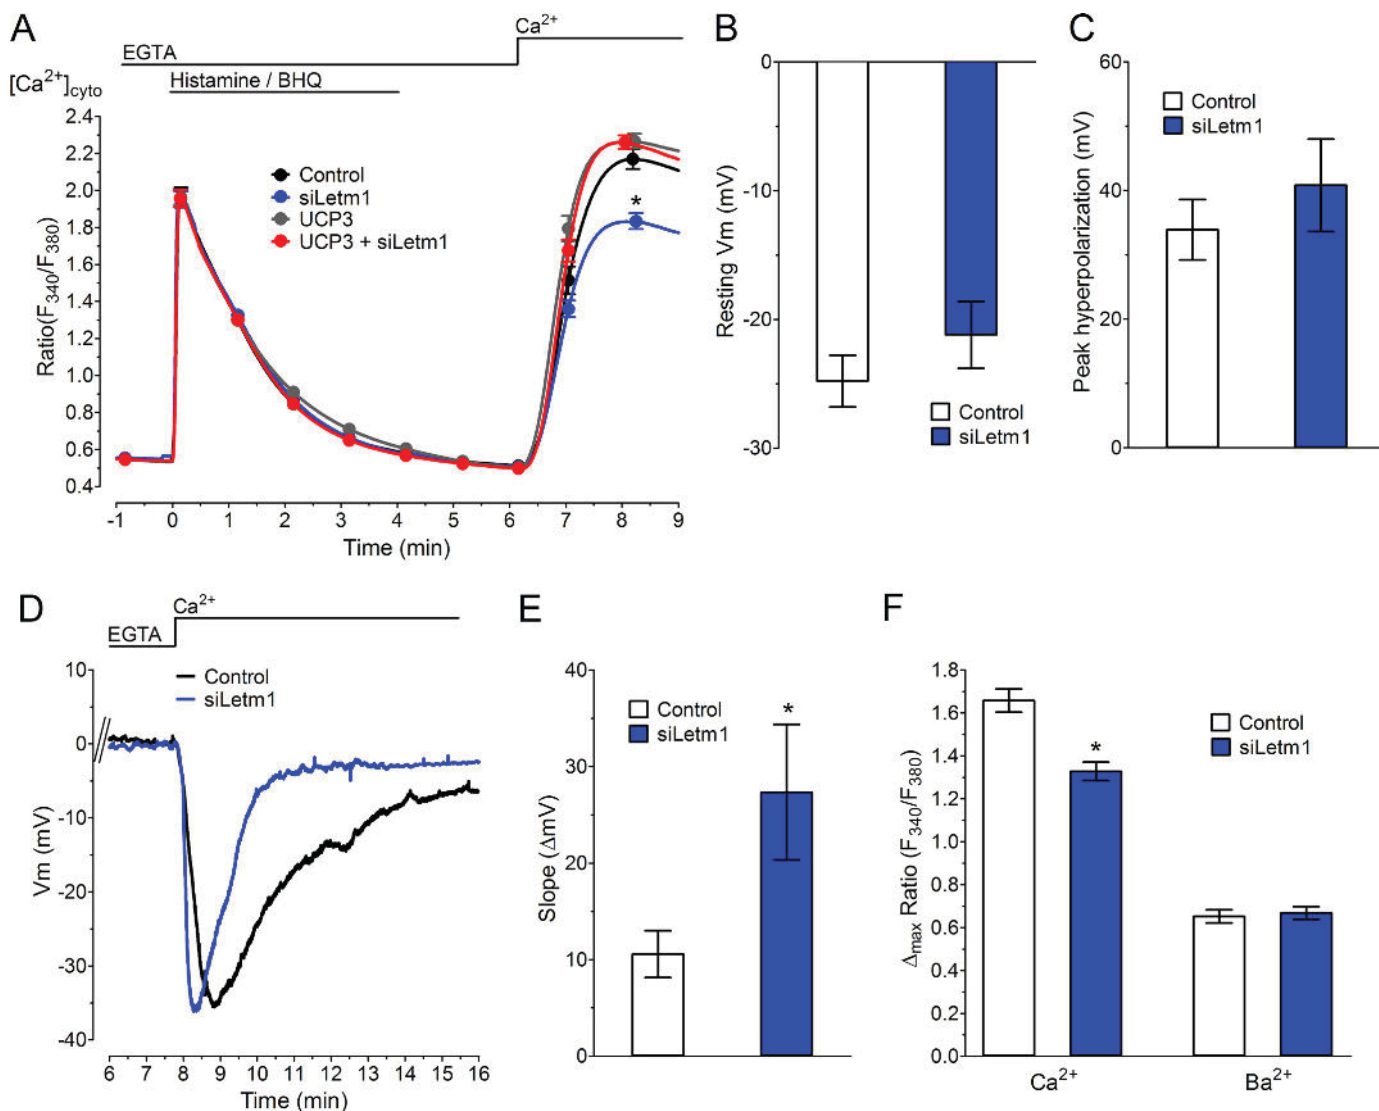 A
Ca2+
EGTA
Histamine / BHQ
[Ca2+]cyto
2.4
2.2
2.0
1.8
1.6
1.4
1.2
1.0
0.8
0.6
0.4
Ratio(F340/F380)
Control
siLetm1
UCP3
UCP3 + siLetm1
*
-1 0 1 2 3 4 5 6 7 8 9
Time (min)
B
0
-10
-20
-30
Resting Vm (mV)
Control
siLetm1
C
60
40
20
0
Peak hyperpolarization (mV)
Control
siLetm1
D
Ca2+
EGTA
Control
siLetm1
10
0
-10
-20
-30
-40
Vm (mV)
6 7 8 9 10 11 12 13 14 15 16
Time (min)
E
40
30
20
10
0
Slope (ΔmV)
Control
siLetm1
*
F
1.8
1.6
1.4
1.2
1.0
0.8
0.6
0.4
0.2
0.0
Δmax Ratio (F340/F380)
Control
siLetm1
*
Ca2+ Ba2+